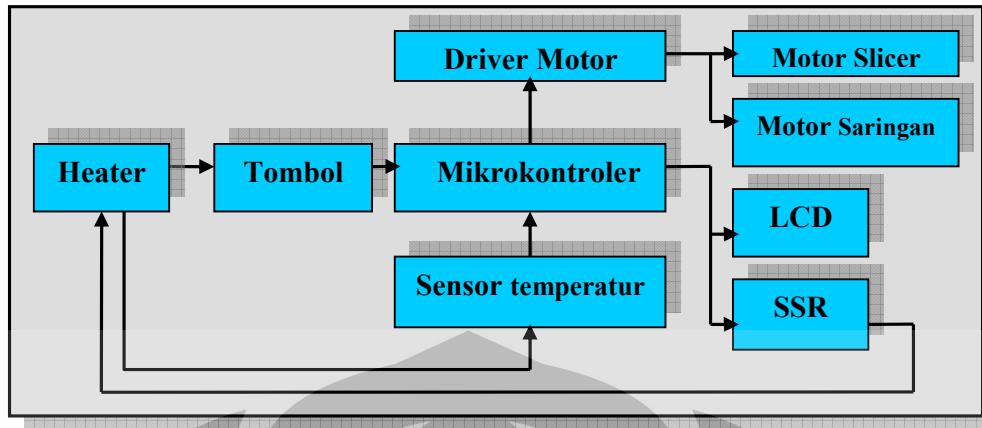 Driver Motor
Motor Slicer
Motor Saringan
Heater
Tombol
Mikrokontroler
LCD
Sensor temperatur
SSR